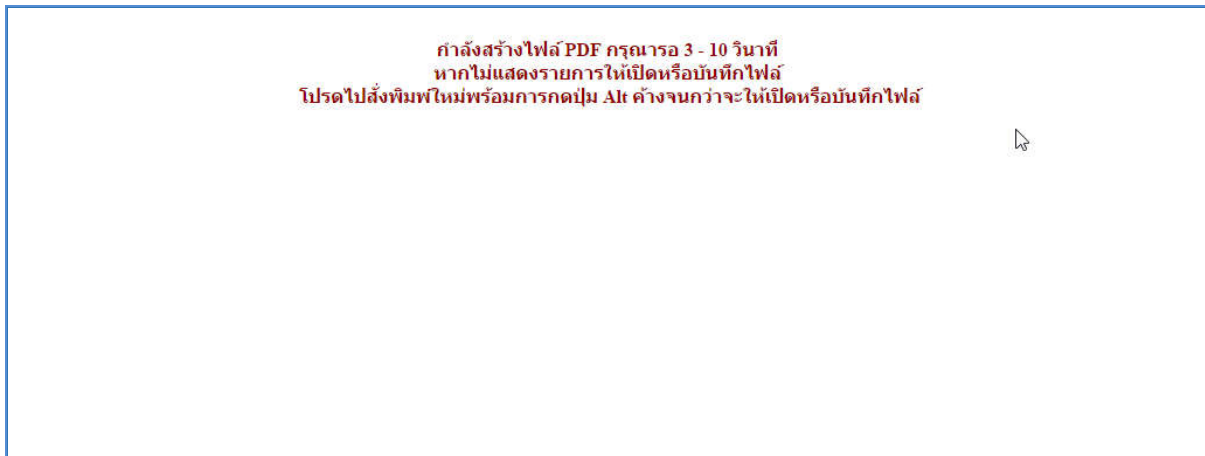 กำลังสร้างไฟล์ PDF กรุณารอ 3 - 10 วินาที
หากไม่แสดงรายการให้เปิดหรือบันทึกไฟล์
โปรดไปสั่งพิมพ์ใหม่พร้อมการกดปุ่ม Alt ค้างจนกว่าจะให้เปิดหรือบันทึกไฟล์